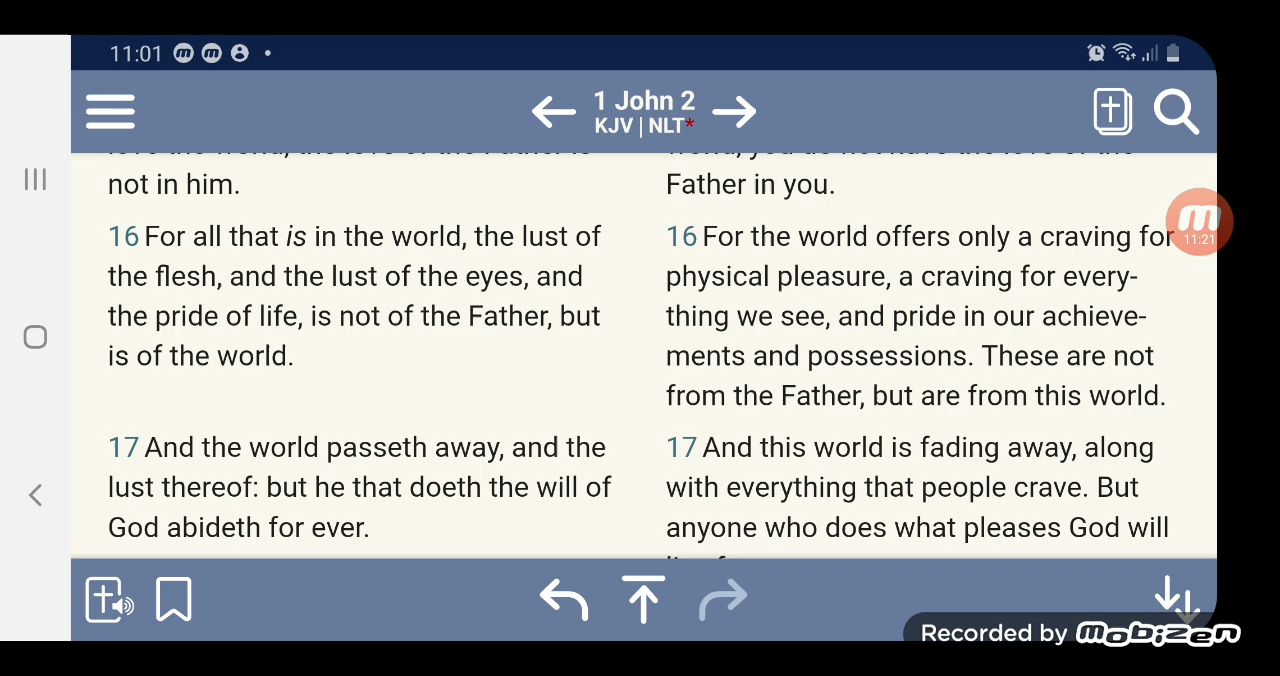 11:01
1 John 2
KJV | NLT*
not in him.
16 For all that is in the world, the lust of
the flesh, and the lust of the eyes, and
the pride of life, is not of the Father, but
is of the world.
17 And the world passeth away, and the
lust thereof: but he that doeth the will of
God abideth for ever.
Father in you.
16 For the world offers only a craving for
physical pleasure, a craving for every-
thing we see, and pride in our achieve-
ments and possessions. These are not
from the Father, but are from this world.
17 And this world is fading away, along
with everything that people crave. But
anyone who does what pleases God will
11:21
Recorded by mobizen